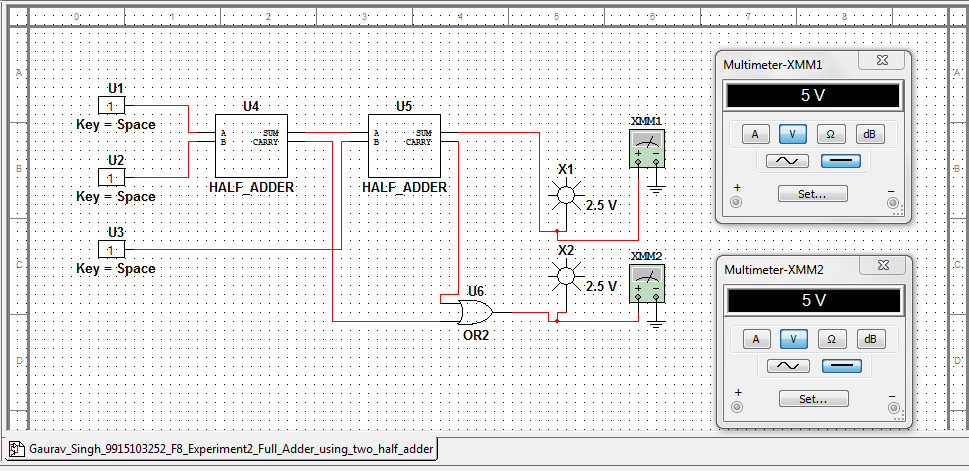 0 1 2 3 4 5 6 7 8
A A
B B
C C
D D
U1
1
Key = Space
U2
1
Key = Space
U3
1
Key = Space
U4
A SUM
B CARRY
HALF_ADDER
U5
A SUM
B CARRY
HALF_ADDER
U6
OR2
X1
2.5 V
X2
2.5 V
XMM1
+ −
XMM2
+ −
Multimeter-XMM1
5 V
A V Ω dB
Set...
+ −
Multimeter-XMM2
5 V
A V Ω dB
Set...
+ −
Gaurav_Singh_9915103252_F8_Experiment2_Full_Adder_using_two_half_adder